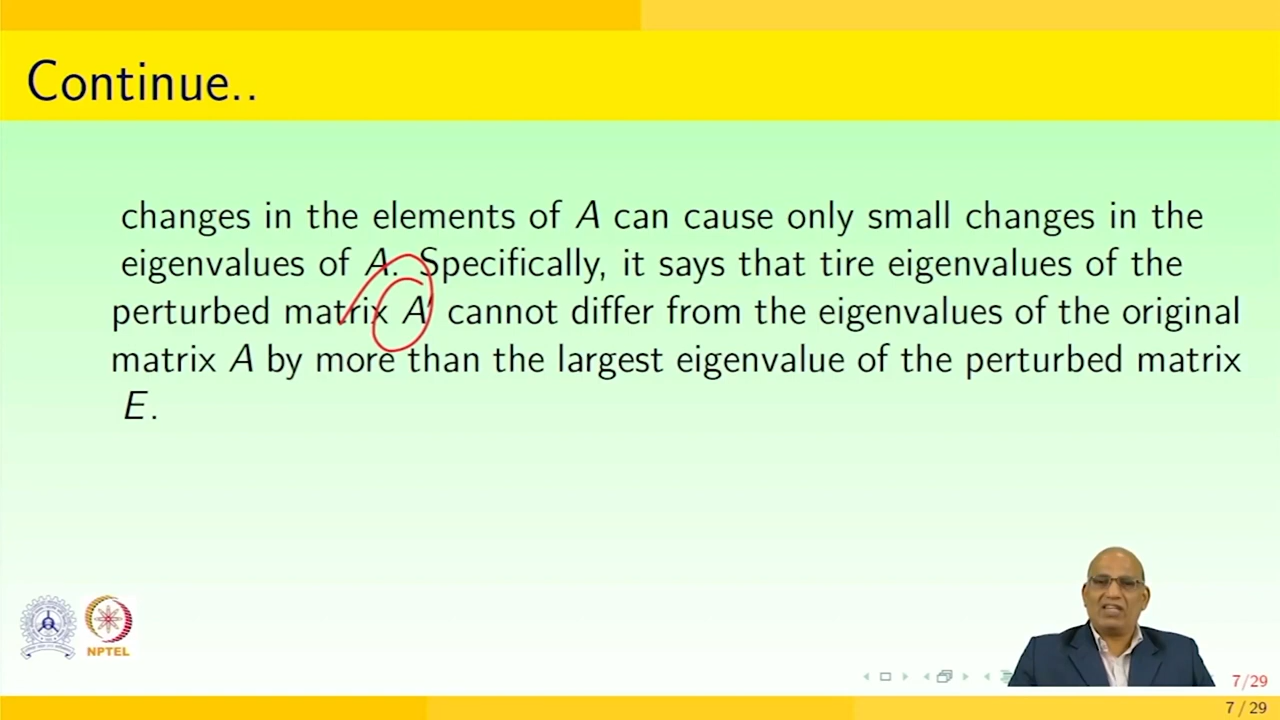 Continue..
changes in the elements of A can cause only small changes in the
eigenvalues of A. Specifically, it says that tire eigenvalues of the
perturbed matrix A′ cannot differ from the eigenvalues of the original
matrix A by more than the largest eigenvalue of the perturbed matrix
E.
NPTEL
7/29
7 / 29